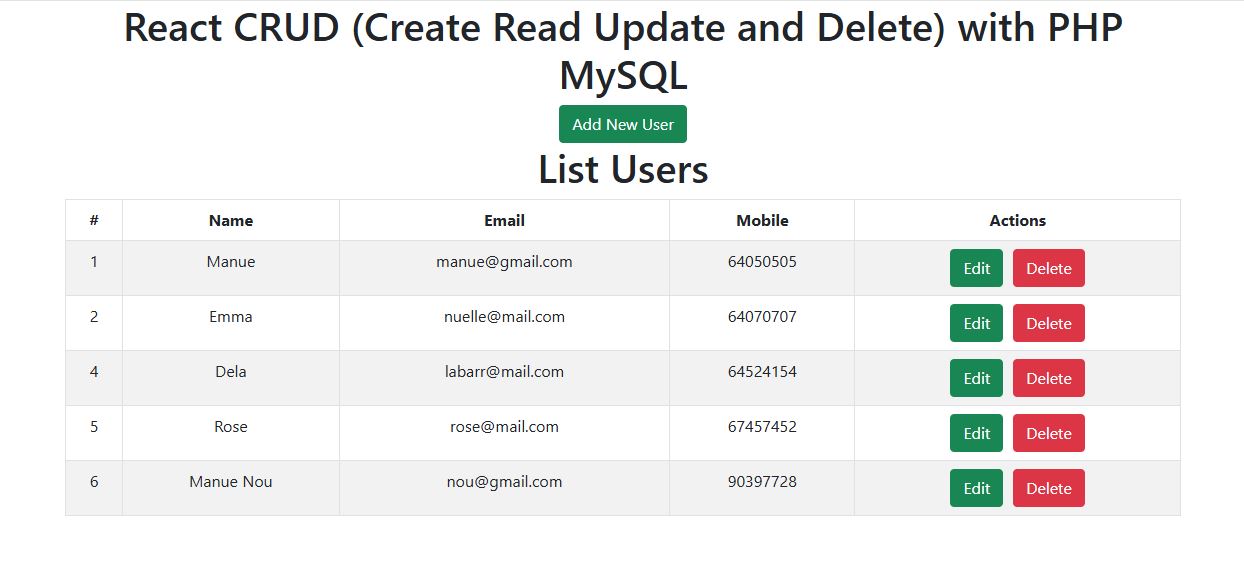 React CRUD (Create Read Update and Delete) with PHP
MySQL
Add New User
List Users
# Name Email Mobile Actions
1 Manue manue@gmail.com 64050505 Edit Delete
2 Emma nuelle@mail.com 64070707 Edit Delete
4 Dela labarr@mail.com 64524154 Edit Delete
5 Rose rose@mail.com 67457452 Edit Delete
6 Manue Nou nou@gmail.com 90397728 Edit Delete